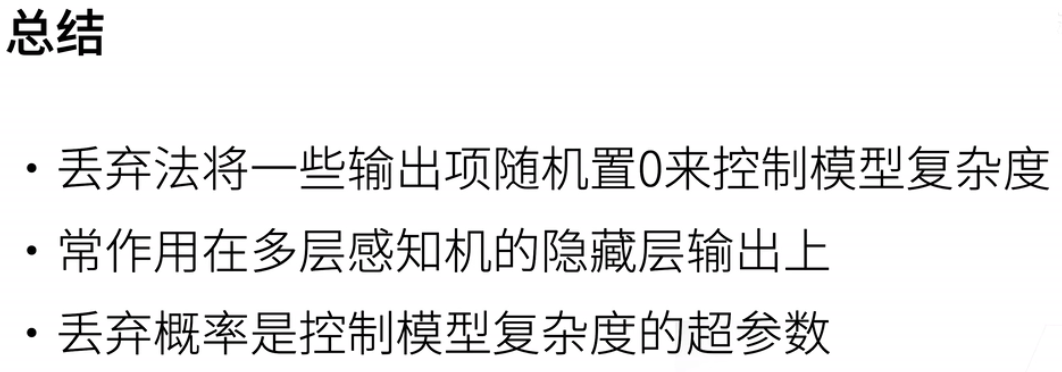 总结
• 丢弃法将一些输出项随机置0来控制模型复杂度
• 常作用在多层感知机的隐藏层输出上
• 丢弃概率是控制模型复杂度的超参数